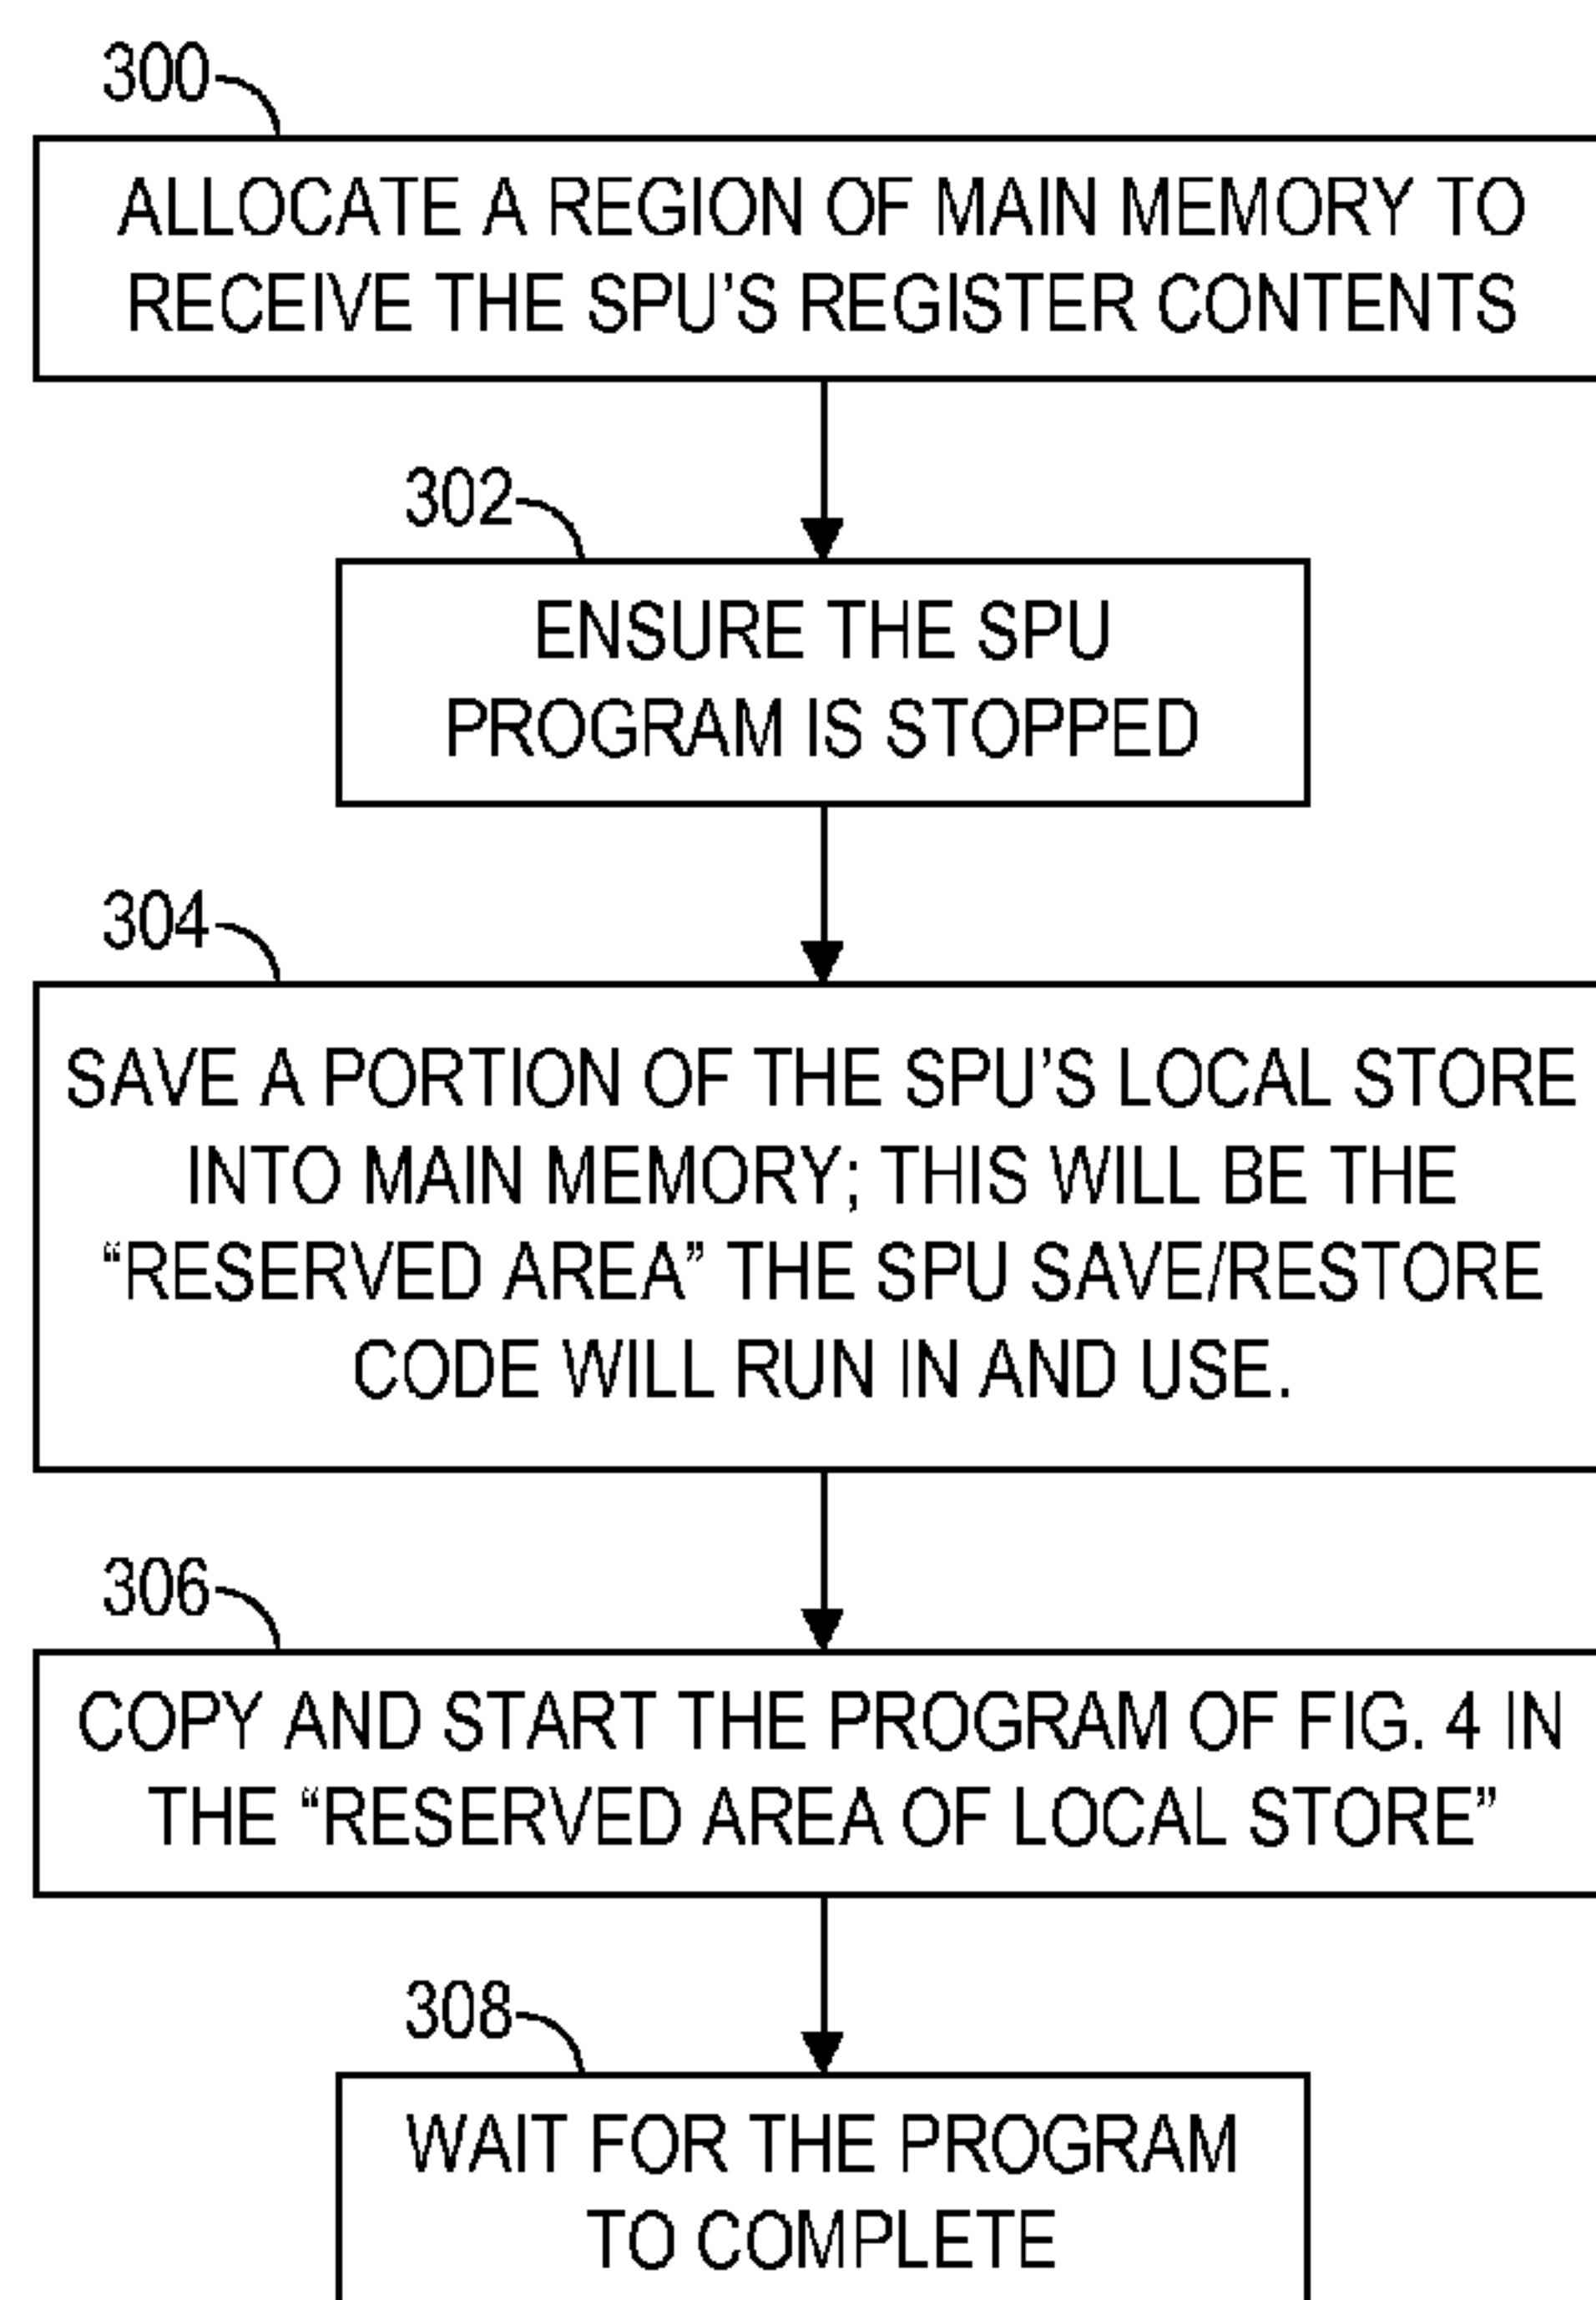 300
ALLOCATE A REGION OF MAIN MEMORY TO
RECEIVE THE SPU’S REGISTER CONTENTS
302
ENSURE THE SPU
PROGRAM IS STOPPED
304
SAVE A PORTION OF THE SPU’S LOCAL STORE
INTO MAIN MEMORY; THIS WILL BE THE
“RESERVED AREA” THE SPU SAVE/RESTORE
CODE WILL RUN IN AND USE.
306
COPY AND START THE PROGRAM OF FIG. 4 IN
THE “RESERVED AREA OF LOCAL STORE”
308
WAIT FOR THE PROGRAM
TO COMPLETE